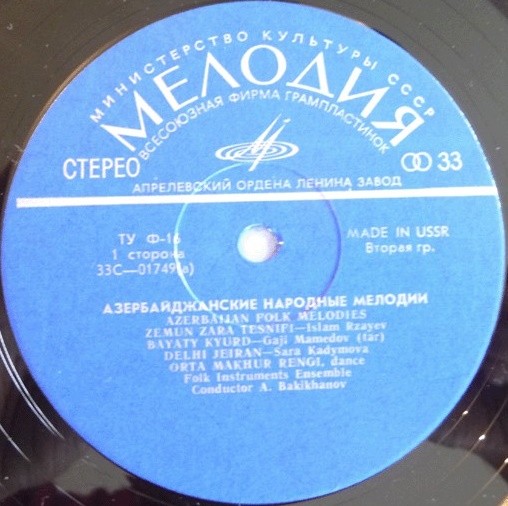 МИНИСТЕРСТВО КУЛЬТУРЫ СССР
МЕЛОДИЯ
ВСЕСОЮЗНАЯ ФИРМА ГРАМПЛАСТИНОК
СТЕРЕО
33
АПРЕЛЕВСКИЙ ОРДЕНА ЛЕНИНА ЗАВОД
ТУ Ф-16
1 сторона
33С—01749(а)
MADE IN USSR
Вторая гр.
АЗЕРБАЙДЖАНСКИЕ НАРОДНЫЕ МЕЛОДИИ
AZERBAIJAN FOLK MELODIES
ZEMUN ZARA TESNIFI—Islam Rzayev
BAYATY KYURD—Gaji Mamedov (tar)
DELHI JEIRAN—Sara Kadymova
ORTA MAKHUR RENGI, dance
Folk Instruments Ensemble
Conductor A. Bakikhanov